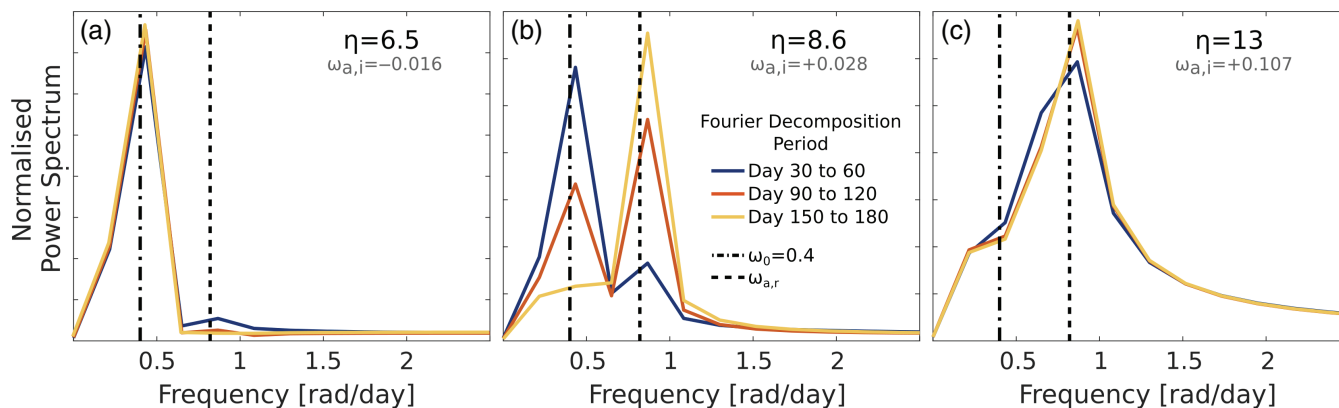 (a)
η=6.5
ωa,i=−0.016
(b)
η=8.6
ωa,i=+0.028
(c)
η=13
ωa,i=+0.107
Normalised
Power Spectrum
Fourier Decomposition
Period
Day 30 to 60
Day 90 to 120
Day 150 to 180
ω0=0.4
ωa,r
0.5 1 1.5 2
0.5 1 1.5 2
0.5 1 1.5 2
Frequency [rad/day]
Frequency [rad/day]
Frequency [rad/day]